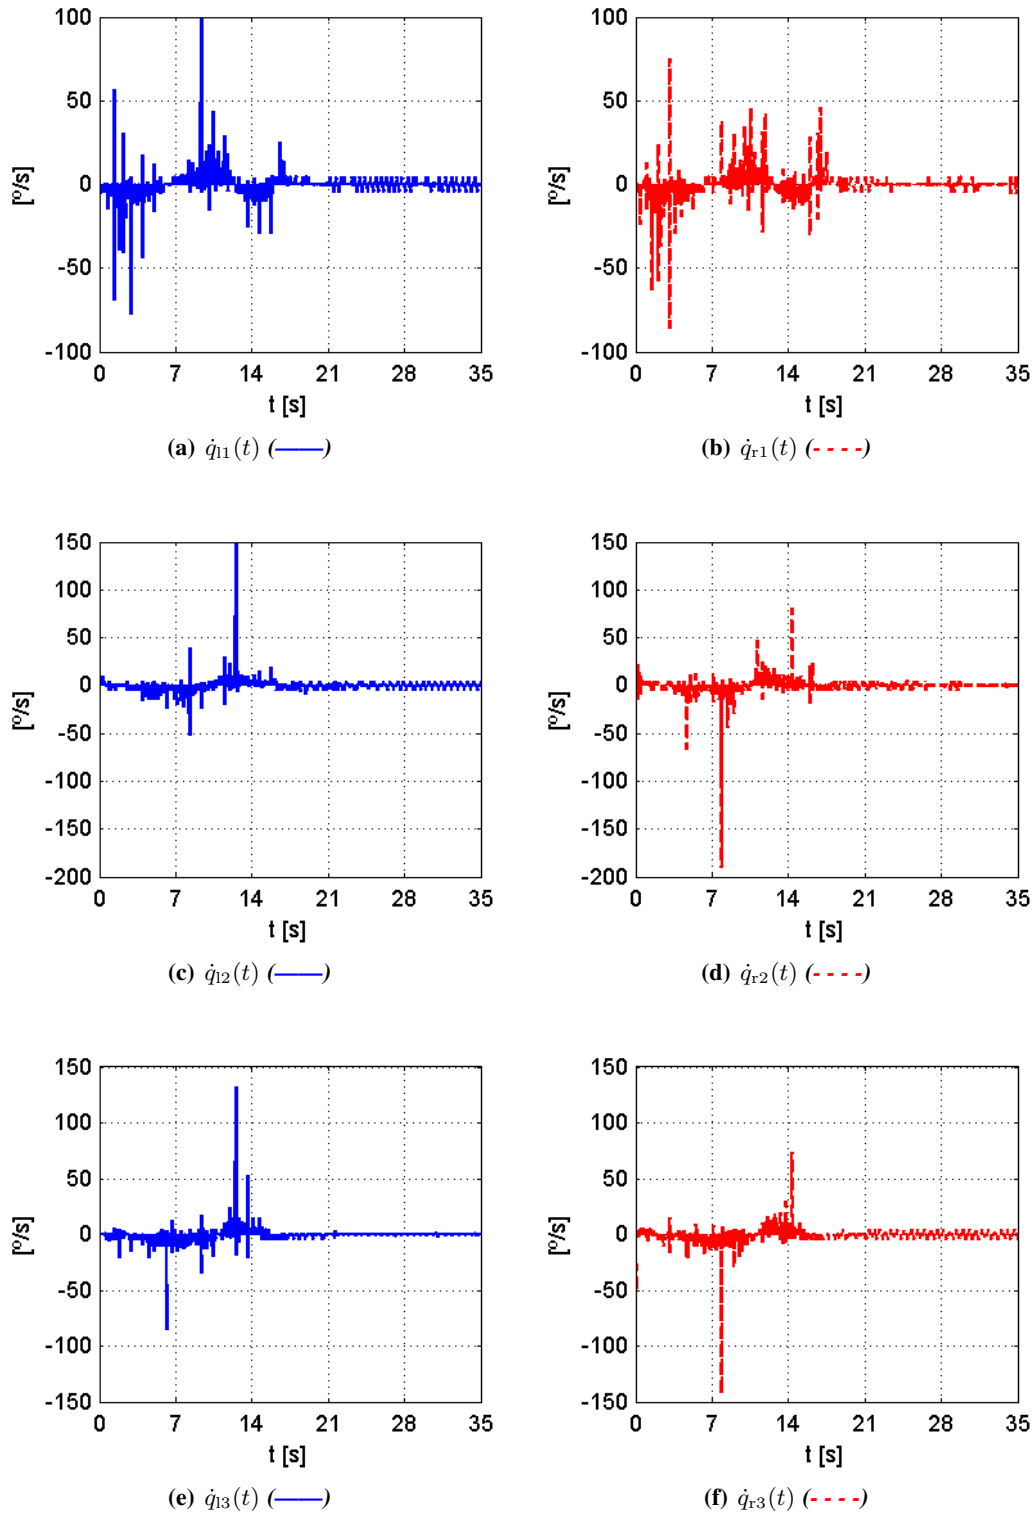 100
50
0
-50
-100
[º/s]
0 7 14 21 28 35
t [s]
(a) q̇l1(t) (——)
100
50
0
-50
-100
[º/s]
0 7 14 21 28 35
t [s]
(b) q̇r1(t) (- - - -)
150
100
50
0
-50
-100
-150
-200
[º/s]
0 7 14 21 28 35
t [s]
(c) q̇l2(t) (——)
150
100
50
0
-50
-100
-150
-200
[º/s]
0 7 14 21 28 35
t [s]
(d) q̇r2(t) (- - - -)
150
100
50
0
-50
-100
-150
[º/s]
0 7 14 21 28 35
t [s]
(e) q̇l3(t) (——)
150
100
50
0
-50
-100
-150
[º/s]
0 7 14 21 28 35
t [s]
(f) q̇r3(t) (- - - -)